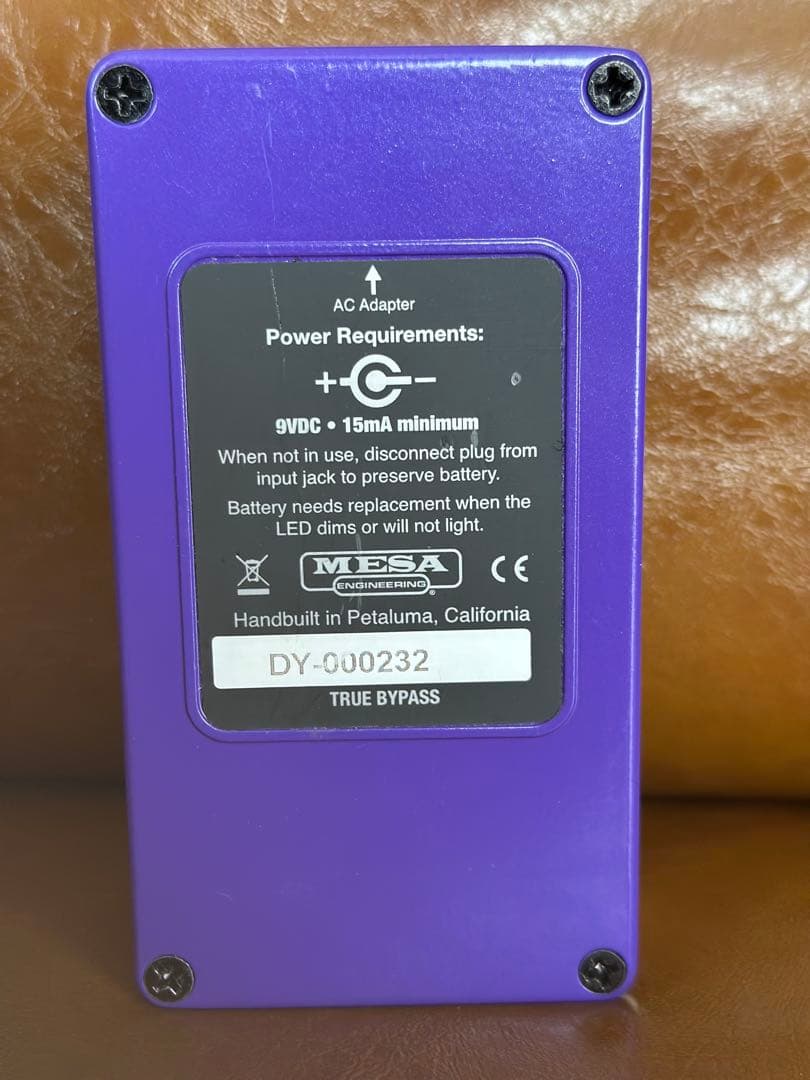 AC Adapter
Power Requirements:
+ −
9VDC • 15mA minimum
When not in use, disconnect plug from
input jack to preserve battery.
Battery needs replacement when the
LED dims or will not light.
MESA
ENGINEERING®
CE
Handbuilt in Petaluma, California
DY-000232
TRUE BYPASS